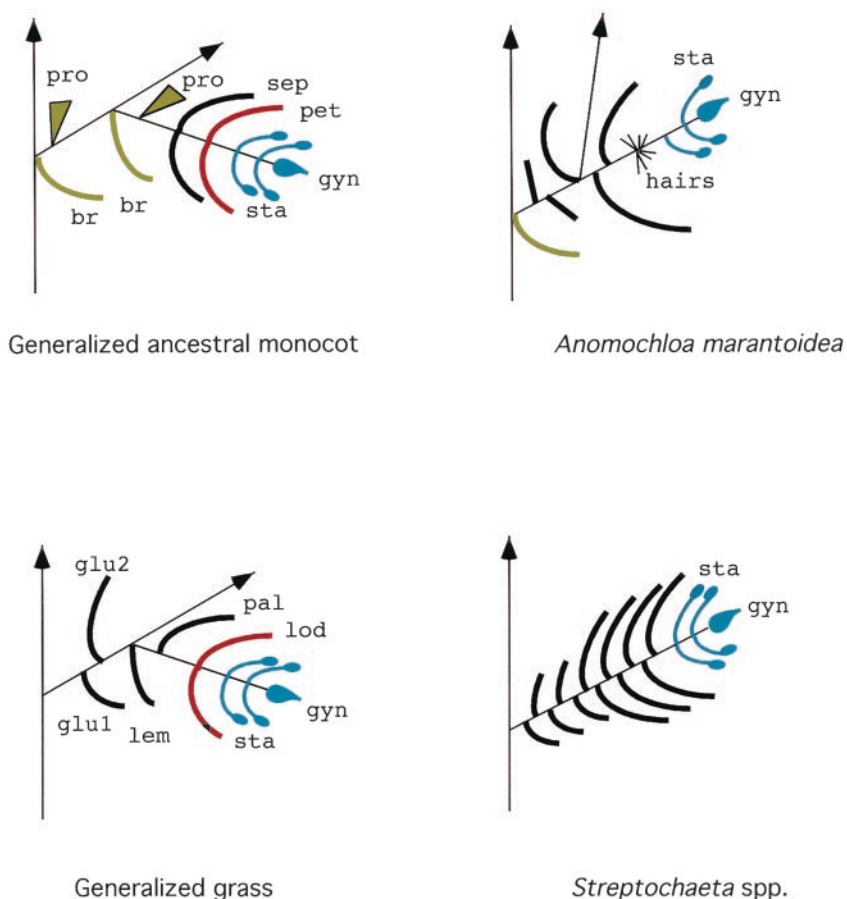 pro
pro
sep
pet
sta
gyn
br
br
Generalized ancestral monocot
sta
gyn
hairs
Anomochloa marantoidea
glu2
pal
lod
gyn
glu1
lem
sta
Generalized grass
sta
gyn
Streptochaeta spp.